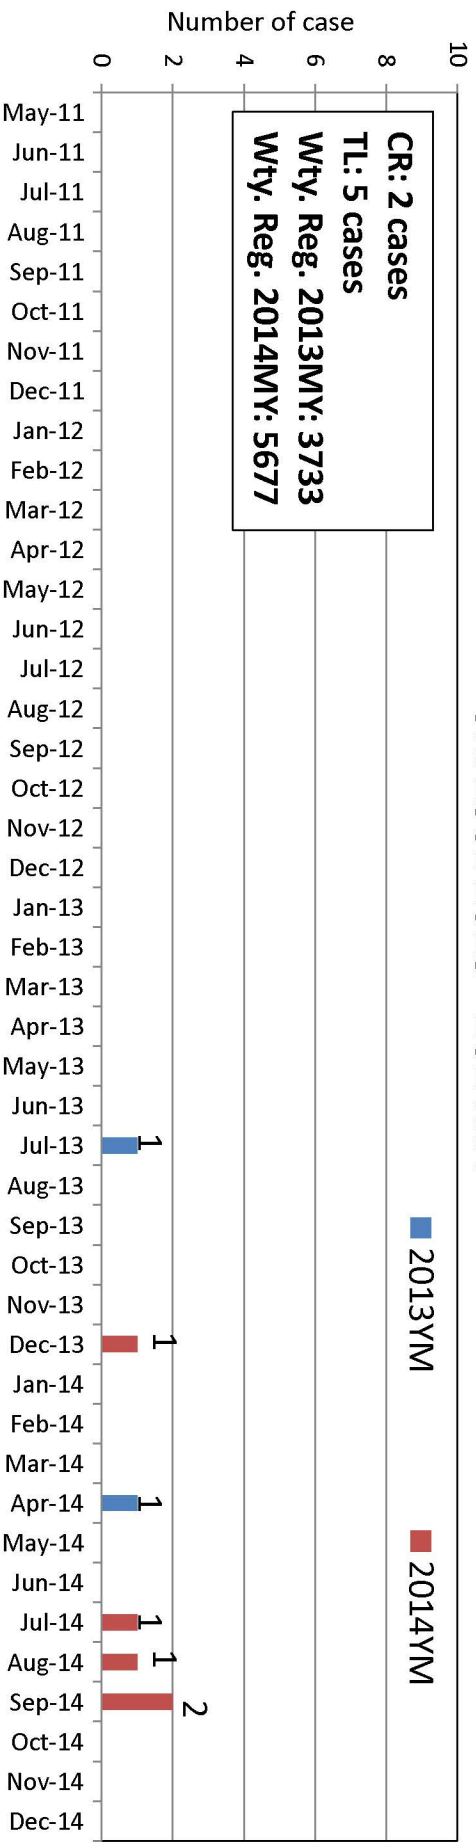 Number of case
10
8
6
4
2
0
CR: 2 cases
TL: 5 cases
Wty. Reg. 2013MY: 3733
Wty. Reg. 2014MY: 5677
2013YM
2014YM
1
1
1
1
1
2
May-11
Jun-11
Jul-11
Aug-11
Sep-11
Oct-11
Nov-11
Dec-11
Jan-12
Feb-12
Mar-12
Apr-12
May-12
Jun-12
Jul-12
Aug-12
Sep-12
Oct-12
Nov-12
Dec-12
Jan-13
Feb-13
Mar-13
Apr-13
May-13
Jun-13
Jul-13
Aug-13
Sep-13
Oct-13
Nov-13
Dec-13
Jan-14
Feb-14
Mar-14
Apr-14
May-14
Jun-14
Jul-14
Aug-14
Sep-14
Oct-14
Nov-14
Dec-14